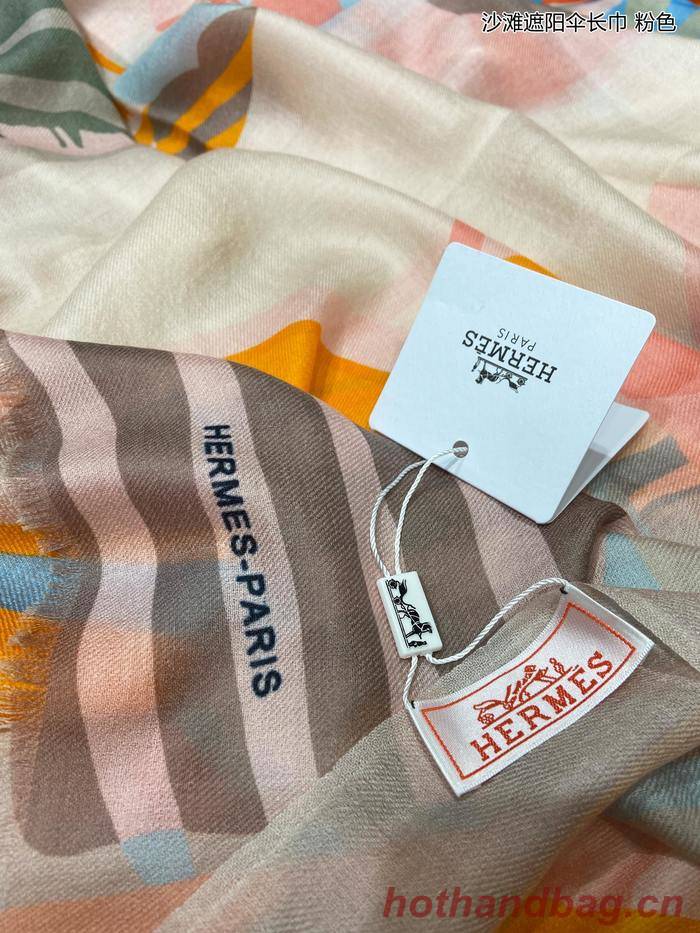 沙滩遮阳伞长巾 粉色
HERMES
PARIS
HERMES-PARIS
HERMES
hothandbag.cn